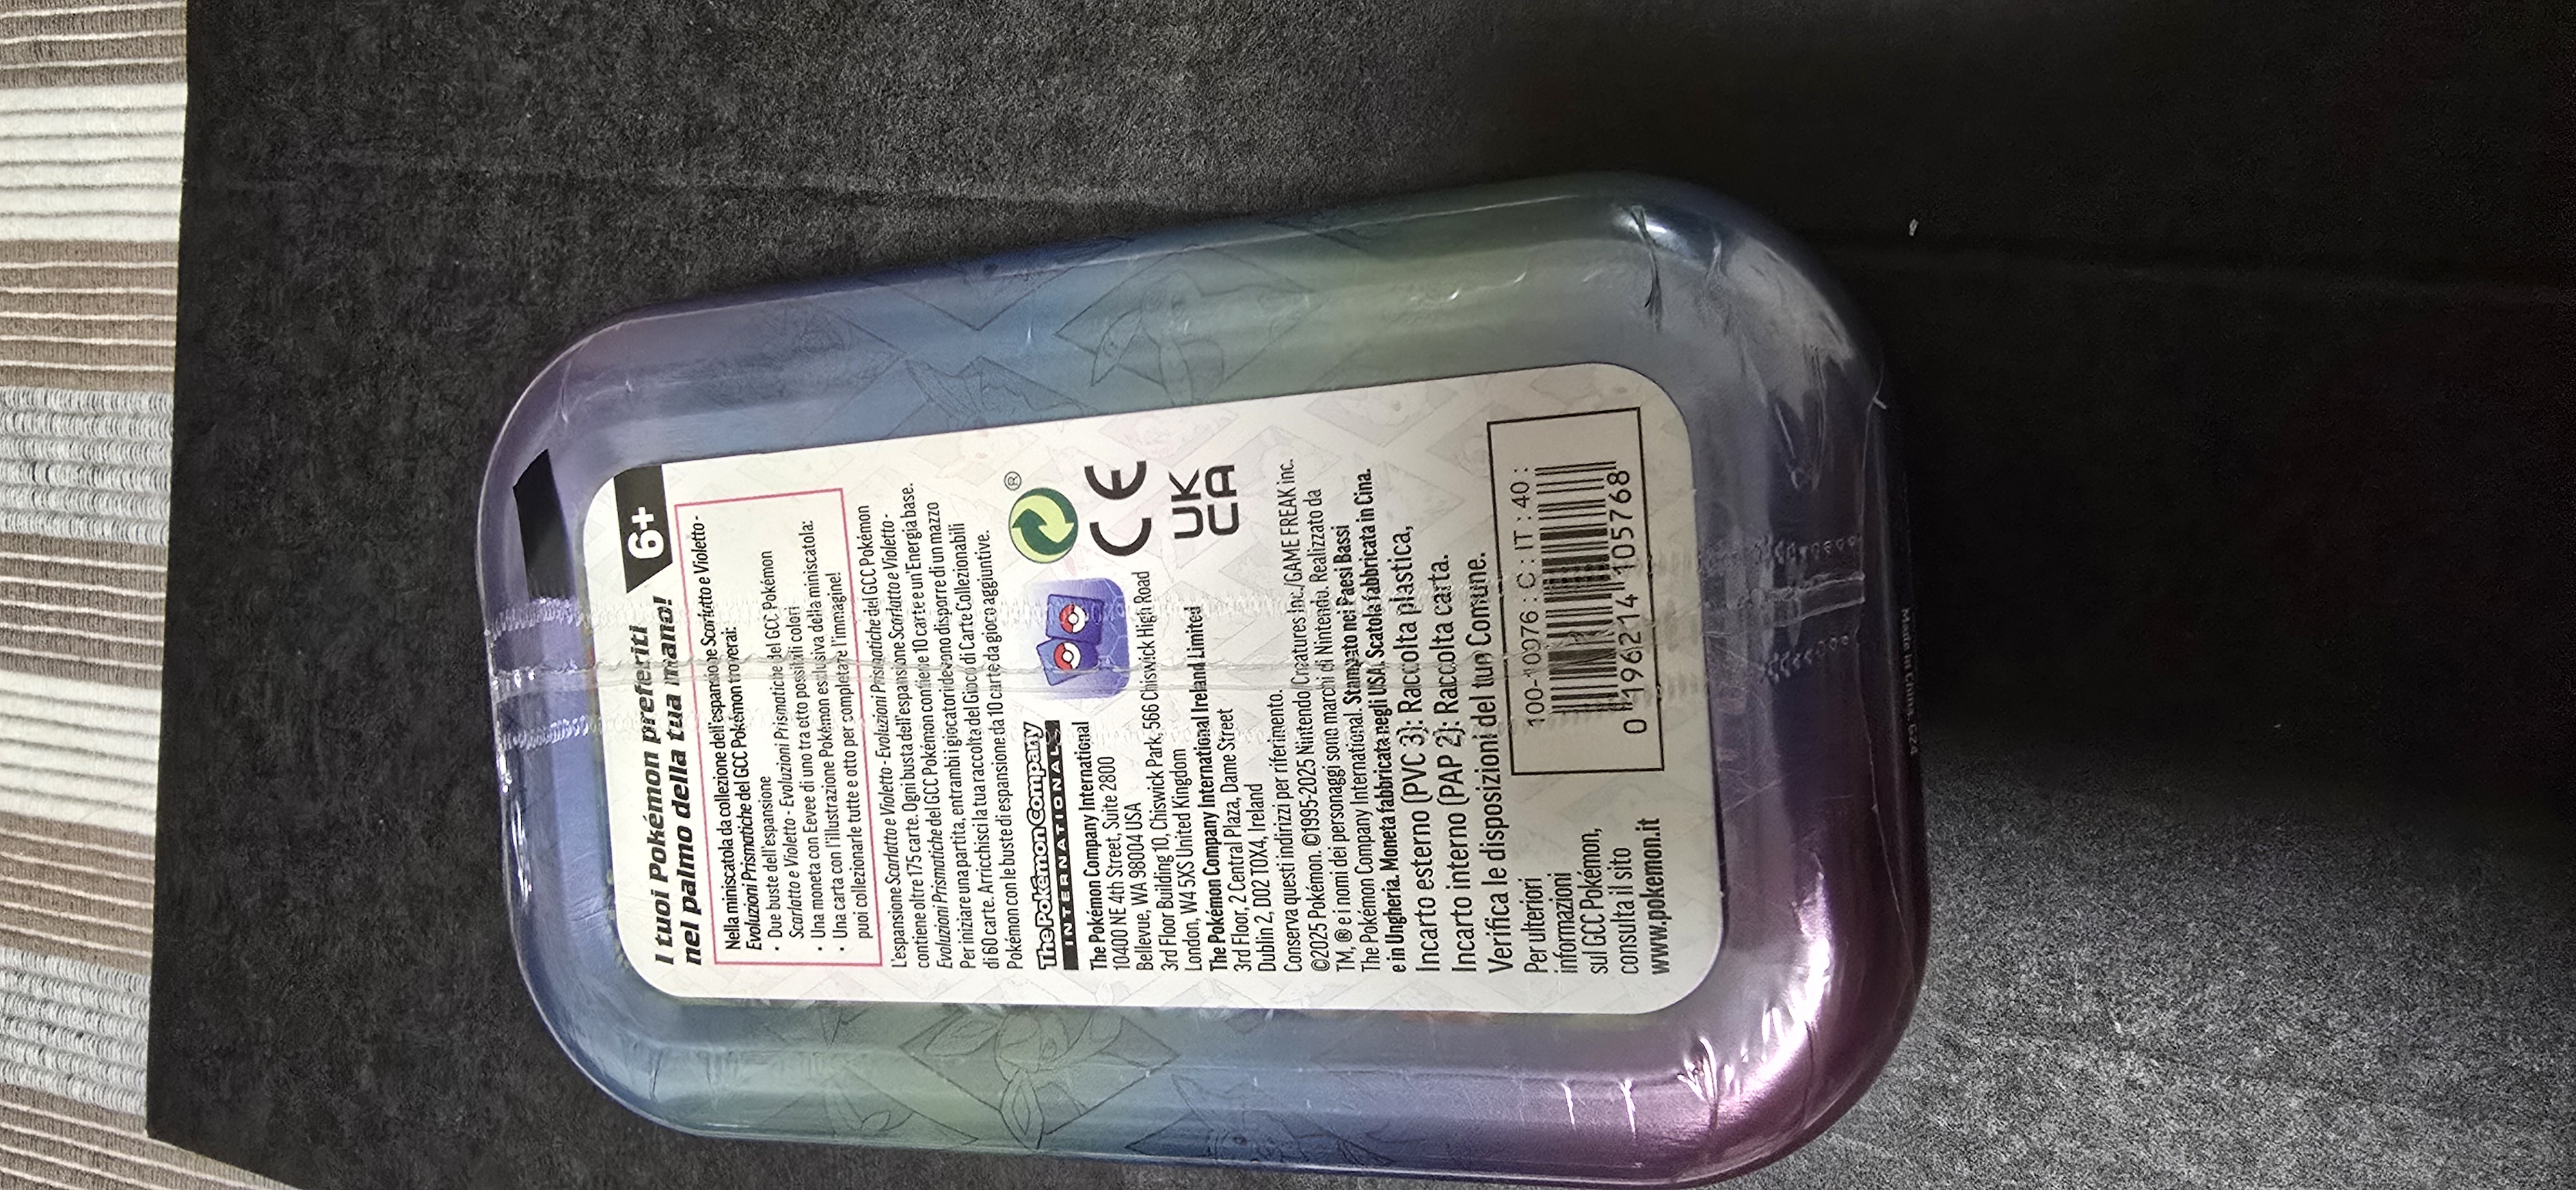 I tuoi Pokémon preferiti
nel palmo della tua mano!
6+
Nella miniscatola da collezione dell'espansione Scarlatto e Violetto -
Evoluzioni Prismatiche del GCC Pokémon troverai:
• Due buste dell'espansione
Scarlatto e Violetto - Evoluzioni Prismatiche del GCC Pokémon
• Una moneta con Eevee di uno tra otto possibili colori
• Una carta con l'illustrazione Pokémon esclusiva della miniscatola:
puoi collezionarle tutte e otto per completare l'immagine!
L'espansione Scarlatto e Violetto - Evoluzioni Prismatiche del GCC Pokémon
contiene oltre 175 carte. Ogni busta dell'espansione Scarlatto e Violetto -
Evoluzioni Prismatiche del GCC Pokémon contiene 10 carte e un'Energia base.
Per iniziare una partita, entrambi i giocatori devono disporre di un mazzo
di 60 carte. Arricchisci la tua raccolta del Gioco di Carte Collezionabili
Pokémon con le buste di espansione da 10 carte da gioco aggiuntive.
The Pokémon Company
INTERNATIONAL
®
CE
UK
CA
The Pokémon Company International
10400 NE 4th Street, Suite 2800
Bellevue, WA 98004 USA
3rd Floor Building 10, Chiswick Park, 566 Chiswick High Road
London, W4 5XS United Kingdom
The Pokémon Company International Ireland Limited
3rd Floor, 2 Central Plaza, Dame Street
Dublin 2, D02 T0X4, Ireland
Conserva questi indirizzi per riferimento.
©2025 Pokémon. ©1995-2025 Nintendo/Creatures Inc./GAME FREAK inc.
TM, ® e i nomi dei personaggi sono marchi di Nintendo. Realizzato da
The Pokémon Company International. Stampato nei Paesi Bassi
e in Ungheria. Moneta fabbricata negli USA. Scatola fabbricata in Cina.
Incarto esterno (PVC 3): Raccolta plastica,
Incarto interno (PAP 2): Raccolta carta.
Verifica le disposizioni del tuo Comune.
Per ulteriori
informazioni
sul GCC Pokémon,
consulta il sito
www.pokemon.it
100-10076 : C : IT : 40 :
0 196214 105768
Made in China.